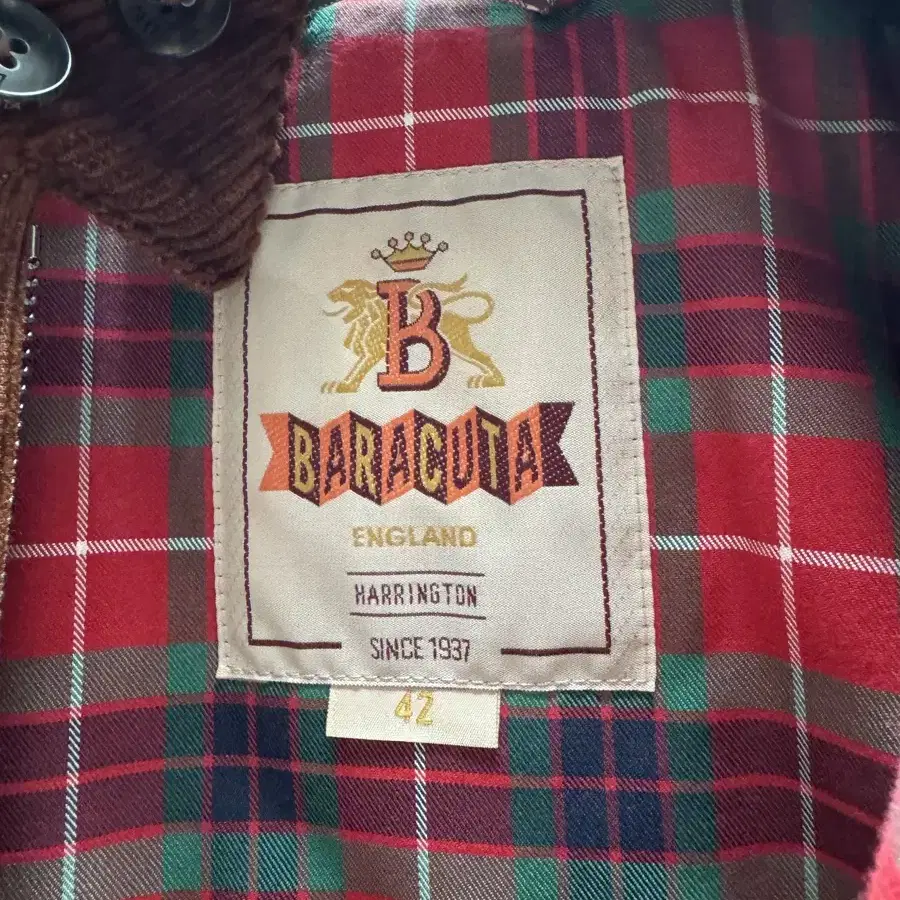 B
BARACUTA
ENGLAND
HARRINGTON
SINCE 1937
42